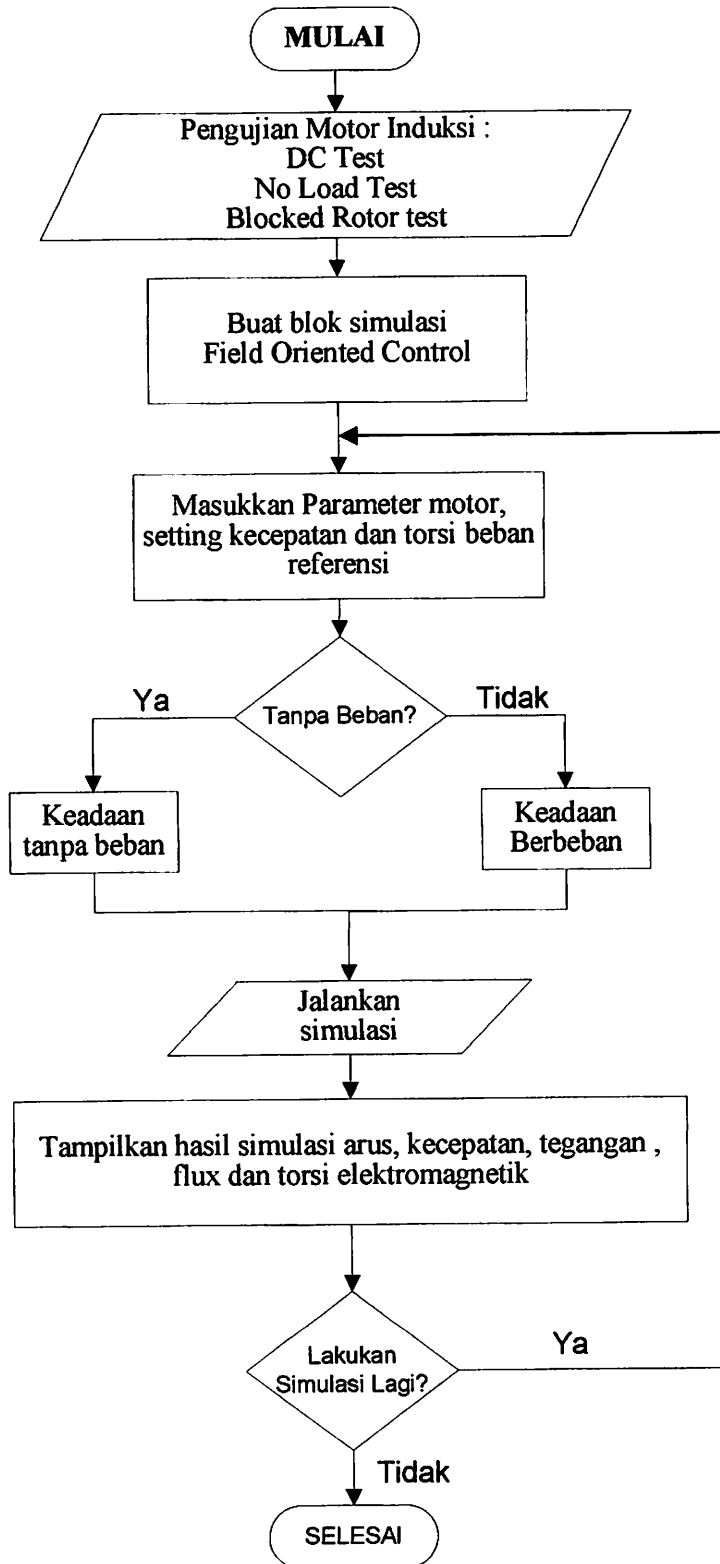 MULAI
Pengujian Motor Induksi :
DC Test
No Load Test
Blocked Rotor test
Buat blok simulasi
Field Oriented Control
Masukkan Parameter motor,
setting kecepatan dan torsi beban
referensi
Tanpa Beban?
Ya
Tidak
Keadaan
tanpa beban
Keadaan
Berbeban
Jalankan
simulasi
Tampilkan hasil simulasi arus, kecepatan, tegangan ,
flux dan torsi elektromagnetik
Lakukan
Simulasi Lagi?
Ya
Tidak
SELESAI